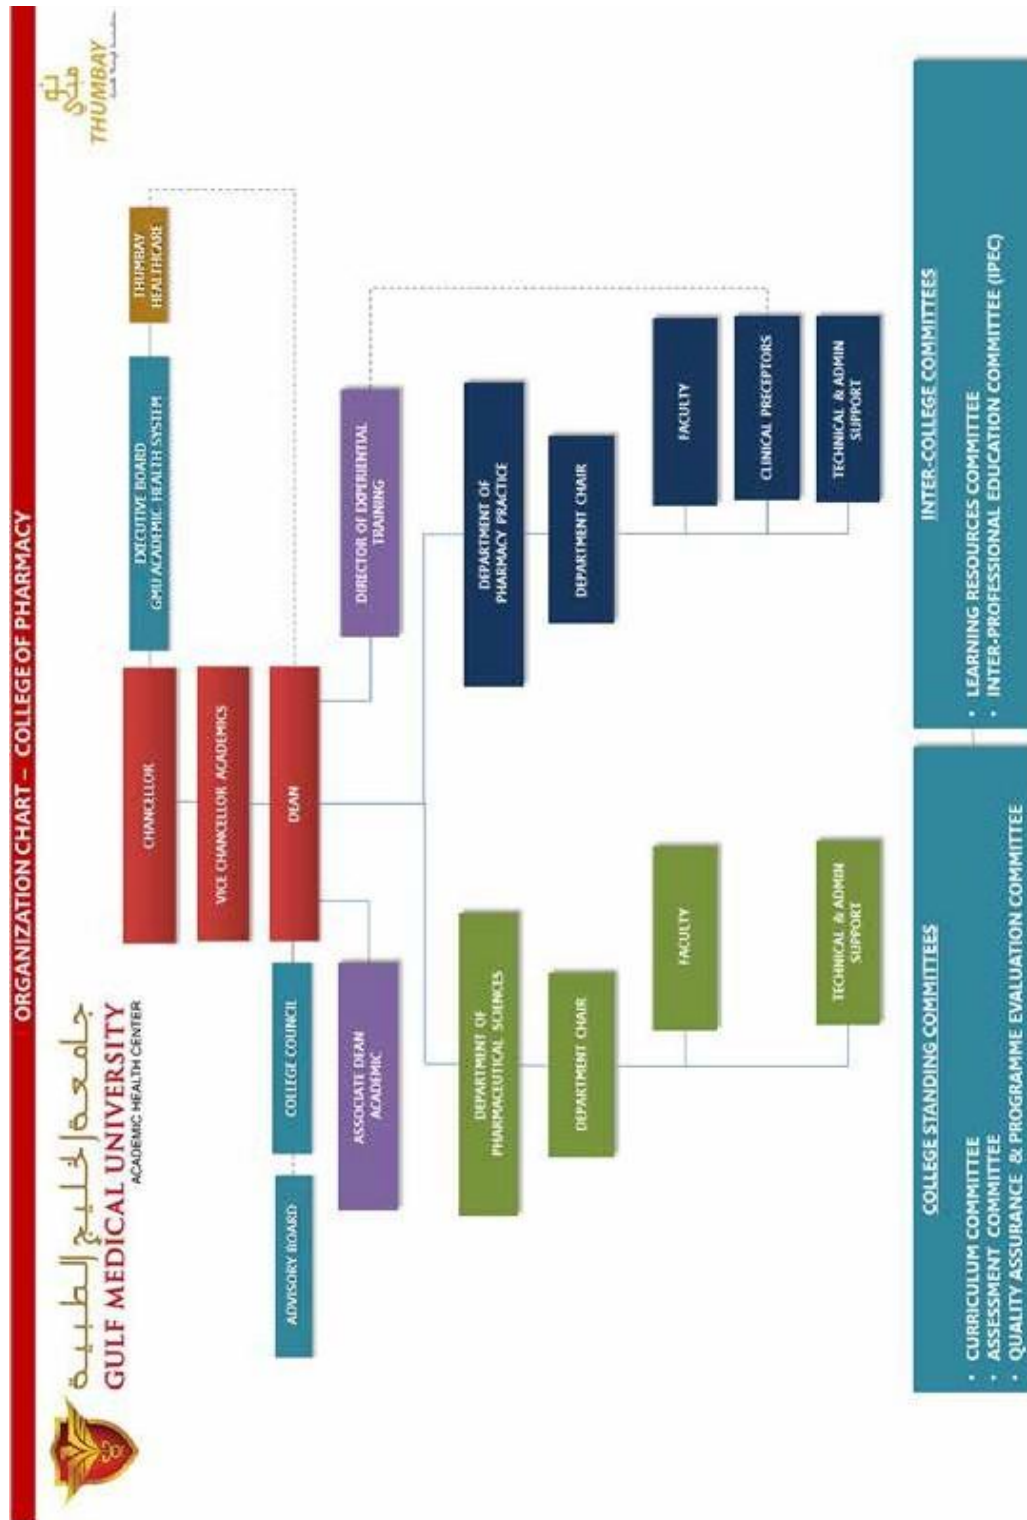 ORGANIZATION CHART – COLLEGE OF PHARMACY
جامعة الخليج الطبية
GULF MEDICAL UNIVERSITY
ACADEMIC HEALTH CENTER
ثومبي
THUMBAY
CHANCELLOR
EXECUTIVE BOARD
GMU ACADEMIC HEALTH SYSTEM
THUMBAY
HEALTHCARE
VICE CHANCELLOR ACADEMICS
ADVISORY BOARD
COLLEGE COUNCIL
DEAN
ASSOCIATE DEAN
ACADEMIC
DIRECTOR OF EXPERIENTIAL
TRAINING
DEPARTMENT OF
PHARMACEUTICAL SCIENCES
DEPARTMENT OF
PHARMACY PRACTICE
DEPARTMENT CHAIR
DEPARTMENT CHAIR
FACULTY
FACULTY
CLINICAL PRECEPTORS
TECHNICAL & ADMIN
SUPPORT
TECHNICAL & ADMIN
SUPPORT
COLLEGE STANDING COMMITTEES
• CURRICULUM COMMITTEE
• ASSESSMENT COMMITTEE
• QUALITY ASSURANCE & PROGRAMME EVALUATION COMMITTEE
INTER-COLLEGE COMMITTEES
• LEARNING RESOURCES COMMITTEE
• INTER-PROFESSIONAL EDUCATION COMMITTEE (IPEC)